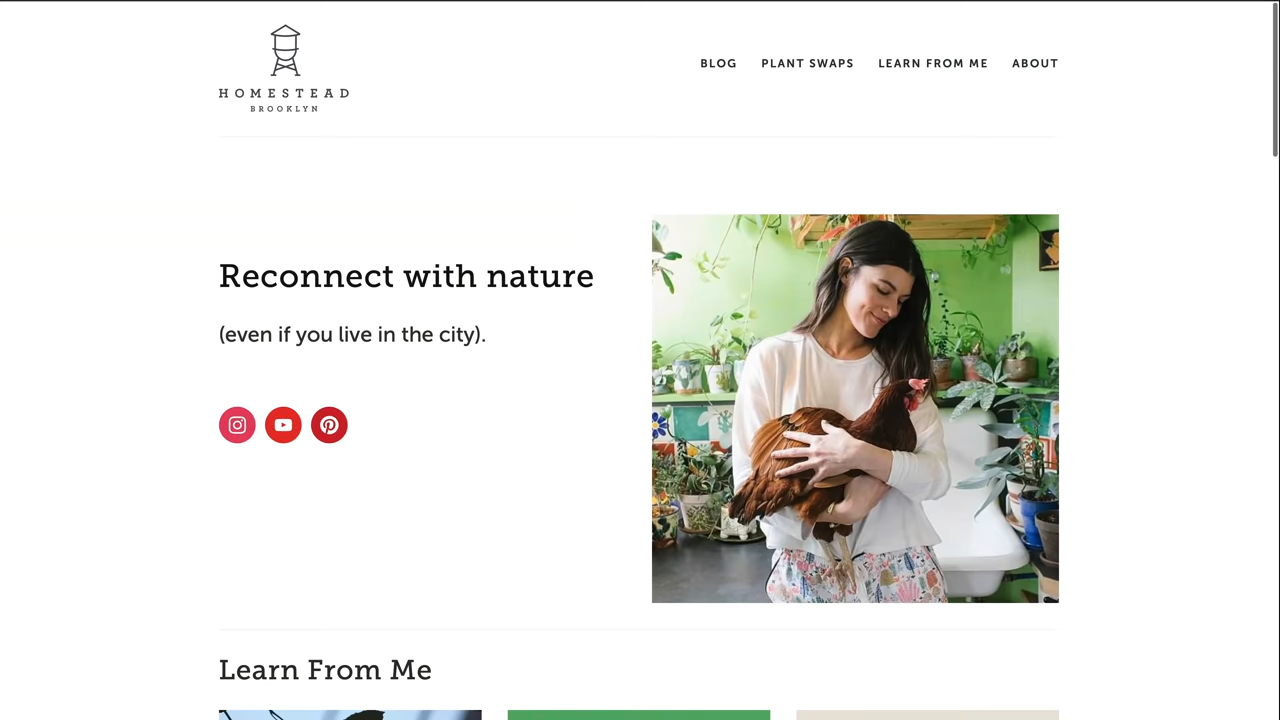 HOMESTEAD
BROOKLYN
BLOG PLANT SWAPS LEARN FROM ME ABOUT
Reconnect with nature
(even if you live in the city).
Learn From Me